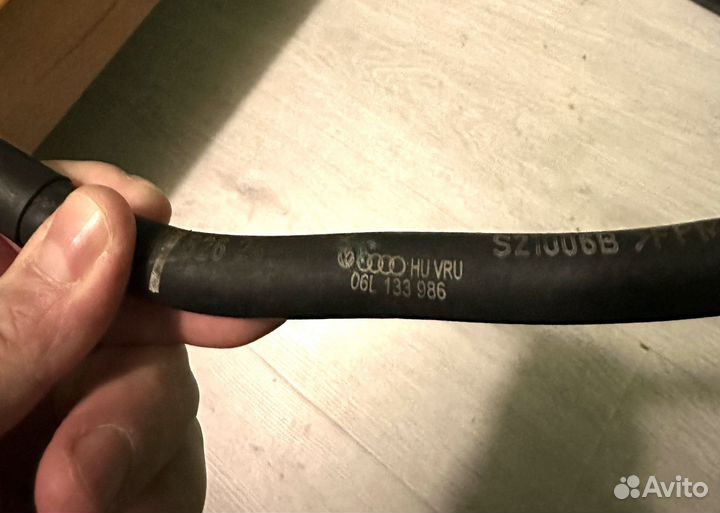 HU VRU
06L 133 986
SZ1006B
Avito